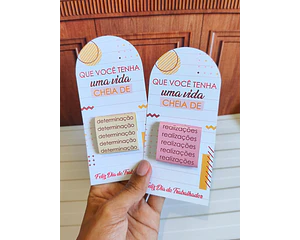 QUE VOCÊ TENHA
uma vida
CHEIA DE
determinação
determinação
determinação
determinação
determinação
Feliz Dia do Trabalhador
QUE VOCÊ TENHA
uma vida
CHEIA DE
realizações
realizações
realizações
realizações
realizações
Feliz Dia do Trabalhador